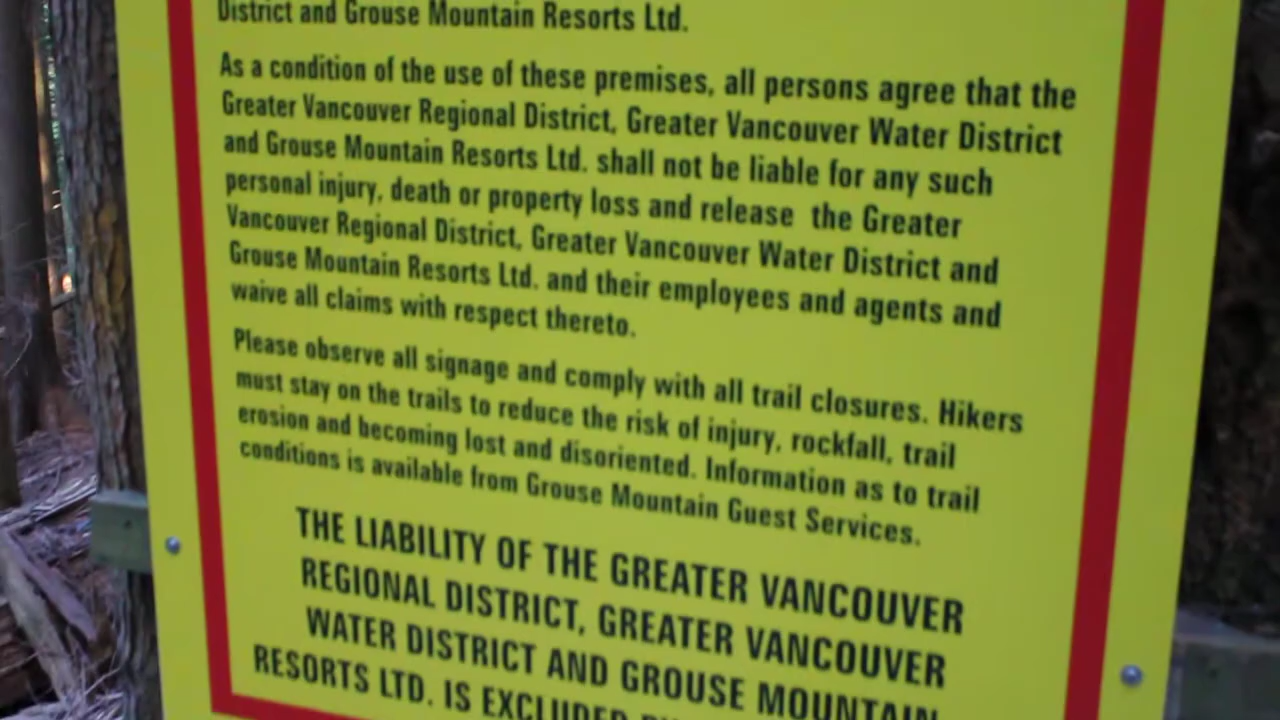 District and Grouse Mountain Resorts Ltd.
As a condition of the use of these premises, all persons agree that the
Greater Vancouver Regional District, Greater Vancouver Water District
and Grouse Mountain Resorts Ltd. shall not be liable for any such
personal injury, death or property loss and release the Greater
Vancouver Regional District, Greater Vancouver Water District and
Grouse Mountain Resorts Ltd. and their employees and agents and
waive all claims with respect thereto.
Please observe all signage and comply with all trail closures. Hikers
must stay on the trails to reduce the risk of injury, rockfall, trail
erosion and becoming lost and disoriented. Information as to trail
conditions is available from Grouse Mountain Guest Services.
THE LIABILITY OF THE GREATER VANCOUVER
REGIONAL DISTRICT, GREATER VANCOUVER
WATER DISTRICT AND GROUSE MOUNTAIN
RESORTS LTD. IS EXCLUDED